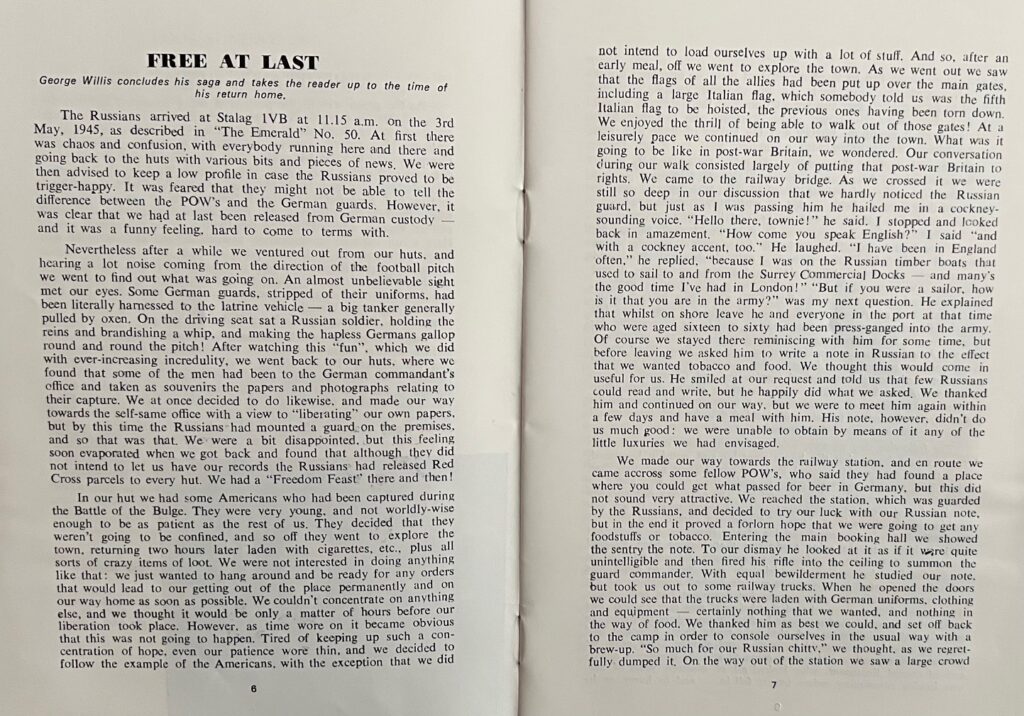 FREE AT LAST
George Willis concludes his saga and takes the reader up to the time of
his return home.
The Russians arrived at Stalag 1VB at 11.15 a.m. on the 3rd
May, 1945, as described in "The Emerald" No. 50. At first there
was chaos and confusion, with everybody running here and there and
going back to the huts with various bits and pieces of news. We were
then advised to keep a low profile in case the Russians proved to be
trigger-happy. It was feared that they might not be able to tell the
difference between the POW's and the German guards. However, it
was clear that we had at last been released from German custody —
and it was a funny feeling, hard to come to terms with.
Nevertheless after a while we ventured out from our huts, and
hearing a lot noise coming from the direction of the football pitch
we went to find out what was going on. An almost unbelievable sight
met our eyes. Some German guards, stripped of their uniforms, had
been literally harnessed to the latrine vehicle — a big tanker generally
pulled by oxen. On the driving seat sat a Russian soldier, holding the
reins and brandishing a whip, and making the hapless Germans gallop
round and round the pitch! After watching this "fun", which we did
with ever-increasing incredulity, we went back to our huts, where we
found that some of the men had been to the German commandant's
office and taken as souvenirs the papers and photographs relating to
their capture. We at once decided to do likewise, and made our way
towards the self-same office with a view to "liberating" our own papers,
but by this time the Russians had mounted a guard on the premises,
and so that was that. We were a bit disappointed, but this feeling
soon evaporated when we got back and found that although they did
not intend to let us have our records the Russians had released Red
Cross parcels to every hut. We had a "Freedom Feast" there and then!
In our hut we had some Americans who had been captured during
the Battle of the Bulge. They were very young, and not worldly-wise
enough to be as patient as the rest of us. They decided that they
weren't going to be confined, and so off they went to explore the
town, returning two hours later laden with cigarettes, etc., plus all
sorts of crazy items of loot. We were not interested in doing anything
like that: we just wanted to hang around and be ready for any orders
that would lead to our getting out of the place permanently and on
our way home as soon as possible. We couldn't concentrate on anything
else, and we thought it would be only a matter of hours before our
liberation took place. However, as time wore on it became obvious
that this was not going to happen. Tired of keeping up such a con-
centration of hope, even our patience wore thin, and we decided to
follow the example of the Americans, with the exception that we did
6
not intend to load ourselves up with a lot of stuff. And so, after an
early meal, off we went to explore the town. As we went out we saw
that the flags of all the allies had been put up over the main gates,
including a large Italian flag, which somebody told us was the fifth
Italian flag to be hoisted, the previous ones having been torn down.
We enjoyed the thrill of being able to walk out of those gates! At a
leisurely pace we continued on our way into the town. What was it
going to be like in post-war Britain, we wondered. Our conversation
during our walk consisted largely of putting that post-war Britain to
rights. We came to the railway bridge. As we crossed it we were
still so deep in our discussion that we hardly noticed the Russian
guard, but just as I was passing him he hailed me in a cockney-
sounding voice. "Hello there, townie!" he said. I stopped and looked
back in amazement. "How come you speak English?" I said "and
with a cockney accent, too." He laughed. "I have been in England
often," he replied, "because I was on the Russian timber boats that
used to sail to and from the Surrey Commercial Docks — and many's
the good time I've had in London!" "But if you were a sailor, how
is it that you are in the army?" was my next question. He explained
that whilst on shore leave he and everyone in the port at that time
who were aged sixteen to sixty had been press-ganged into the army.
Of course we stayed there reminiscing with him for some time, but
before leaving we asked him to write a note in Russian to the effect
that we wanted tobacco and food. We thought this would come in
useful for us. He smiled at our request and told us that few Russians
could read and write, but he happily did what we asked. We thanked
him and continued on our way, but we were to meet him again within
a few days and have a meal with him. His note, however, didn't do
us much good: we were unable to obtain by means of it any of the
little luxuries we had envisaged.
We made our way towards the railway station, and en route we
came accross some fellow POW's, who said they had found a place
where you could get what passed for beer in Germany, but this did
not sound very attractive. We reached the station, which was guarded
by the Russians, and decided to try our luck with our Russian note,
but in the end it proved a forlorn hope that we were going to get any
foodstuffs or tobacco. Entering the main booking hall we showed
the sentry the note. To our dismay he looked at it as if it were quite
unintelligible and then fired his rifle into the ceiling to summon the
guard commander. With equal bewilderment he studied our note,
but took us out to some railway trucks. When he opened the doors
we could see that the trucks were laden with German uniforms, clothing
and equipment — certainly nothing that we wanted, and nothing in
the way of food. We thanked him as best we could, and set off back
to the camp in order to console ourselves in the usual way with a
brew-up. "So much for our Russian chitty," we thought, as we regret-
fully dumped it. On the way out of the station we saw a large crowd
7